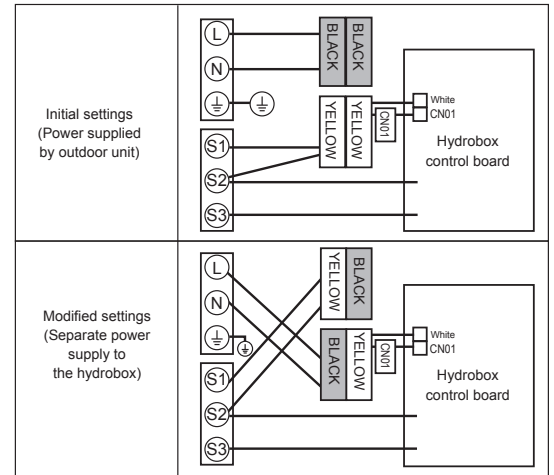 Initial settings
(Power supplied
by outdoor unit)
L
N
S1
S2
S3
BLACK
BLACK
YELLOW
YELLOW
CN01
White
CN01
Hydrobox
control board
Modified settings
(Separate power
supply to
the hydrobox)
L
N
S1
S2
S3
YELLOW
BLACK
BLACK
YELLOW
CN01
White
CN01
Hydrobox
control board